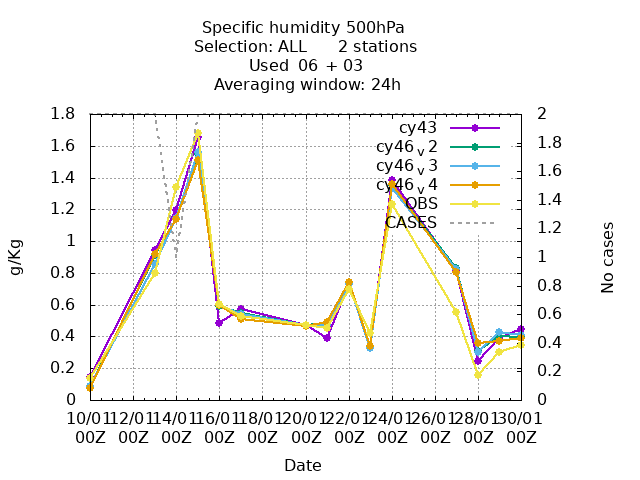 Specific humidity 500hPa
Selection: ALL 2 stations
Used 06 + 03
Averaging window: 24h
g/Kg
1.8
1.6
1.4
1.2
1
0.8
0.6
0.4
0.2
0
2
1.8
1.6
1.4
1.2
1
0.8
0.6
0.4
0.2
0
No cases
cy43
cy46v2
cy46v3
cy46v4
OBS
CASES
10/01 12/01 14/01 16/01 18/01 20/01 22/01 24/01 26/01 28/01 30/01
00Z 00Z 00Z 00Z 00Z 00Z 00Z 00Z 00Z 00Z 00Z
Date